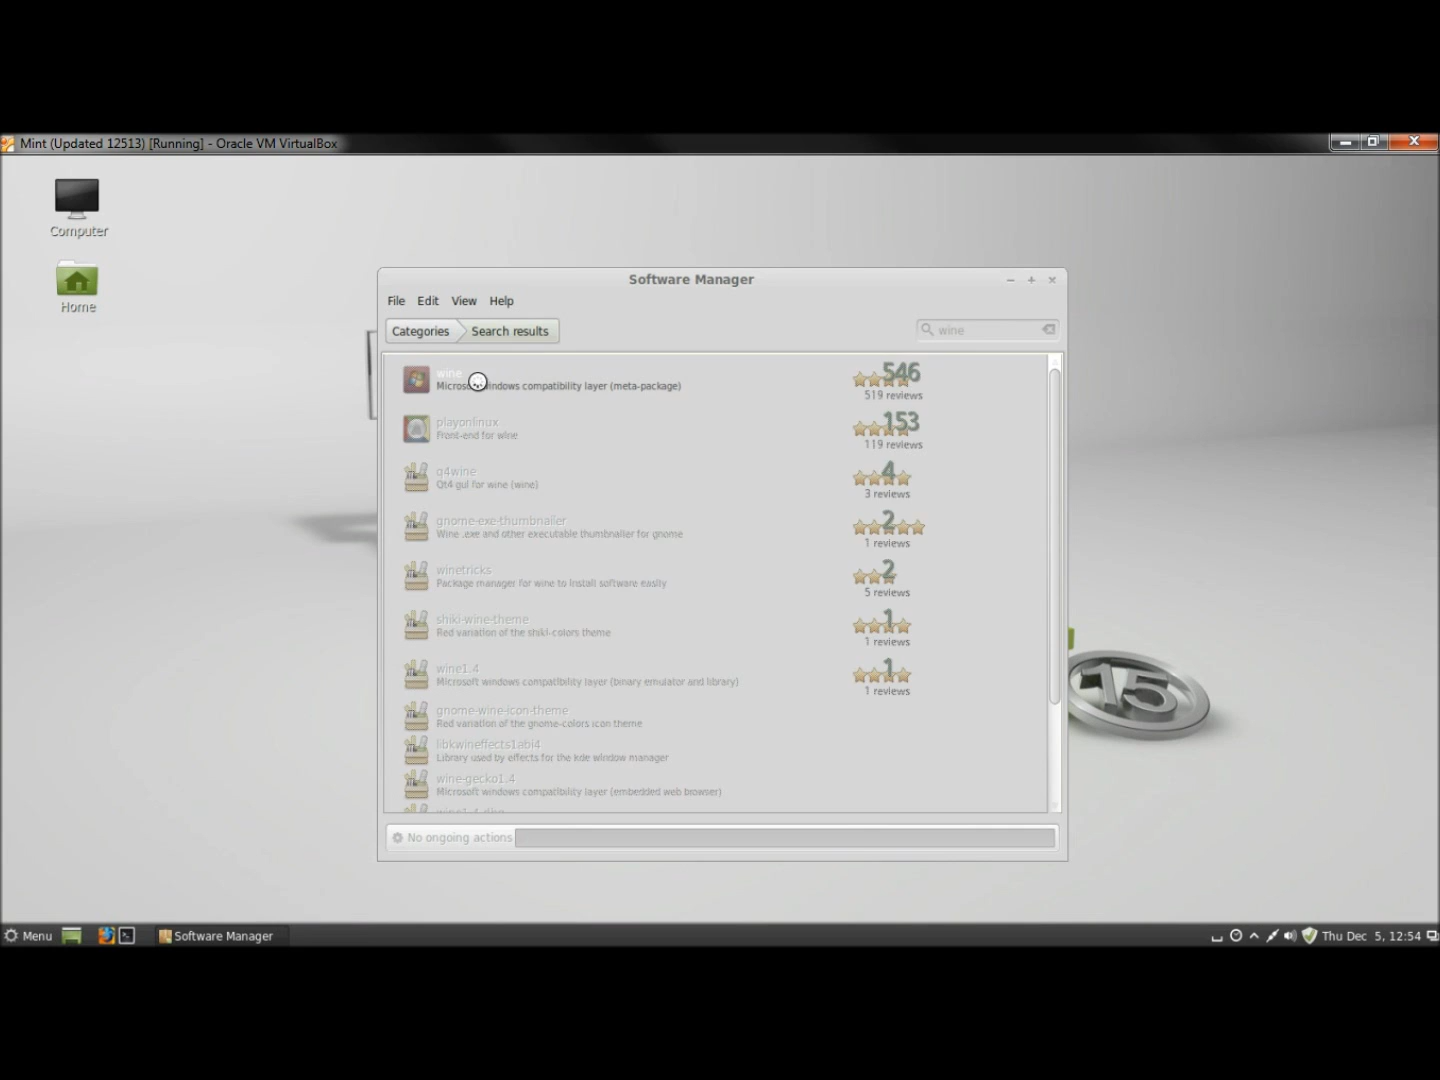 Mint (Updated 12513) [Running] - Oracle VM VirtualBox
Computer
Home
Software Manager
File Edit View Help
Categories Search results
wine
wine
546
Microso indows compatibility layer (meta-package)
519 reviews
playonlinux
153
Front-end for wine
119 reviews
q4wine
4
Qt4 gui for wine (wine)
3 reviews
gnome-exe-thumbnailer
2
Wine .exe and other executable thumbnailer for gnome
1 reviews
winetricks
2
Package manager for wine to install software easily
5 reviews
shiki-wine-theme
1
Red variation of the shiki-colors theme
1 reviews
wine1.4
1
Microsoft windows compatibility layer (binary emulator and library)
1 reviews
gnome-wine-icon-theme
Red variation of the gnome-colors icon theme
libkwineffects1abi4
Library used by effects for the kde window manager
wine-gecko1.4
Microsoft windows compatibility layer (embedded web browser)
No ongoing actions
15
Menu Software Manager Thu Dec 5, 12:54